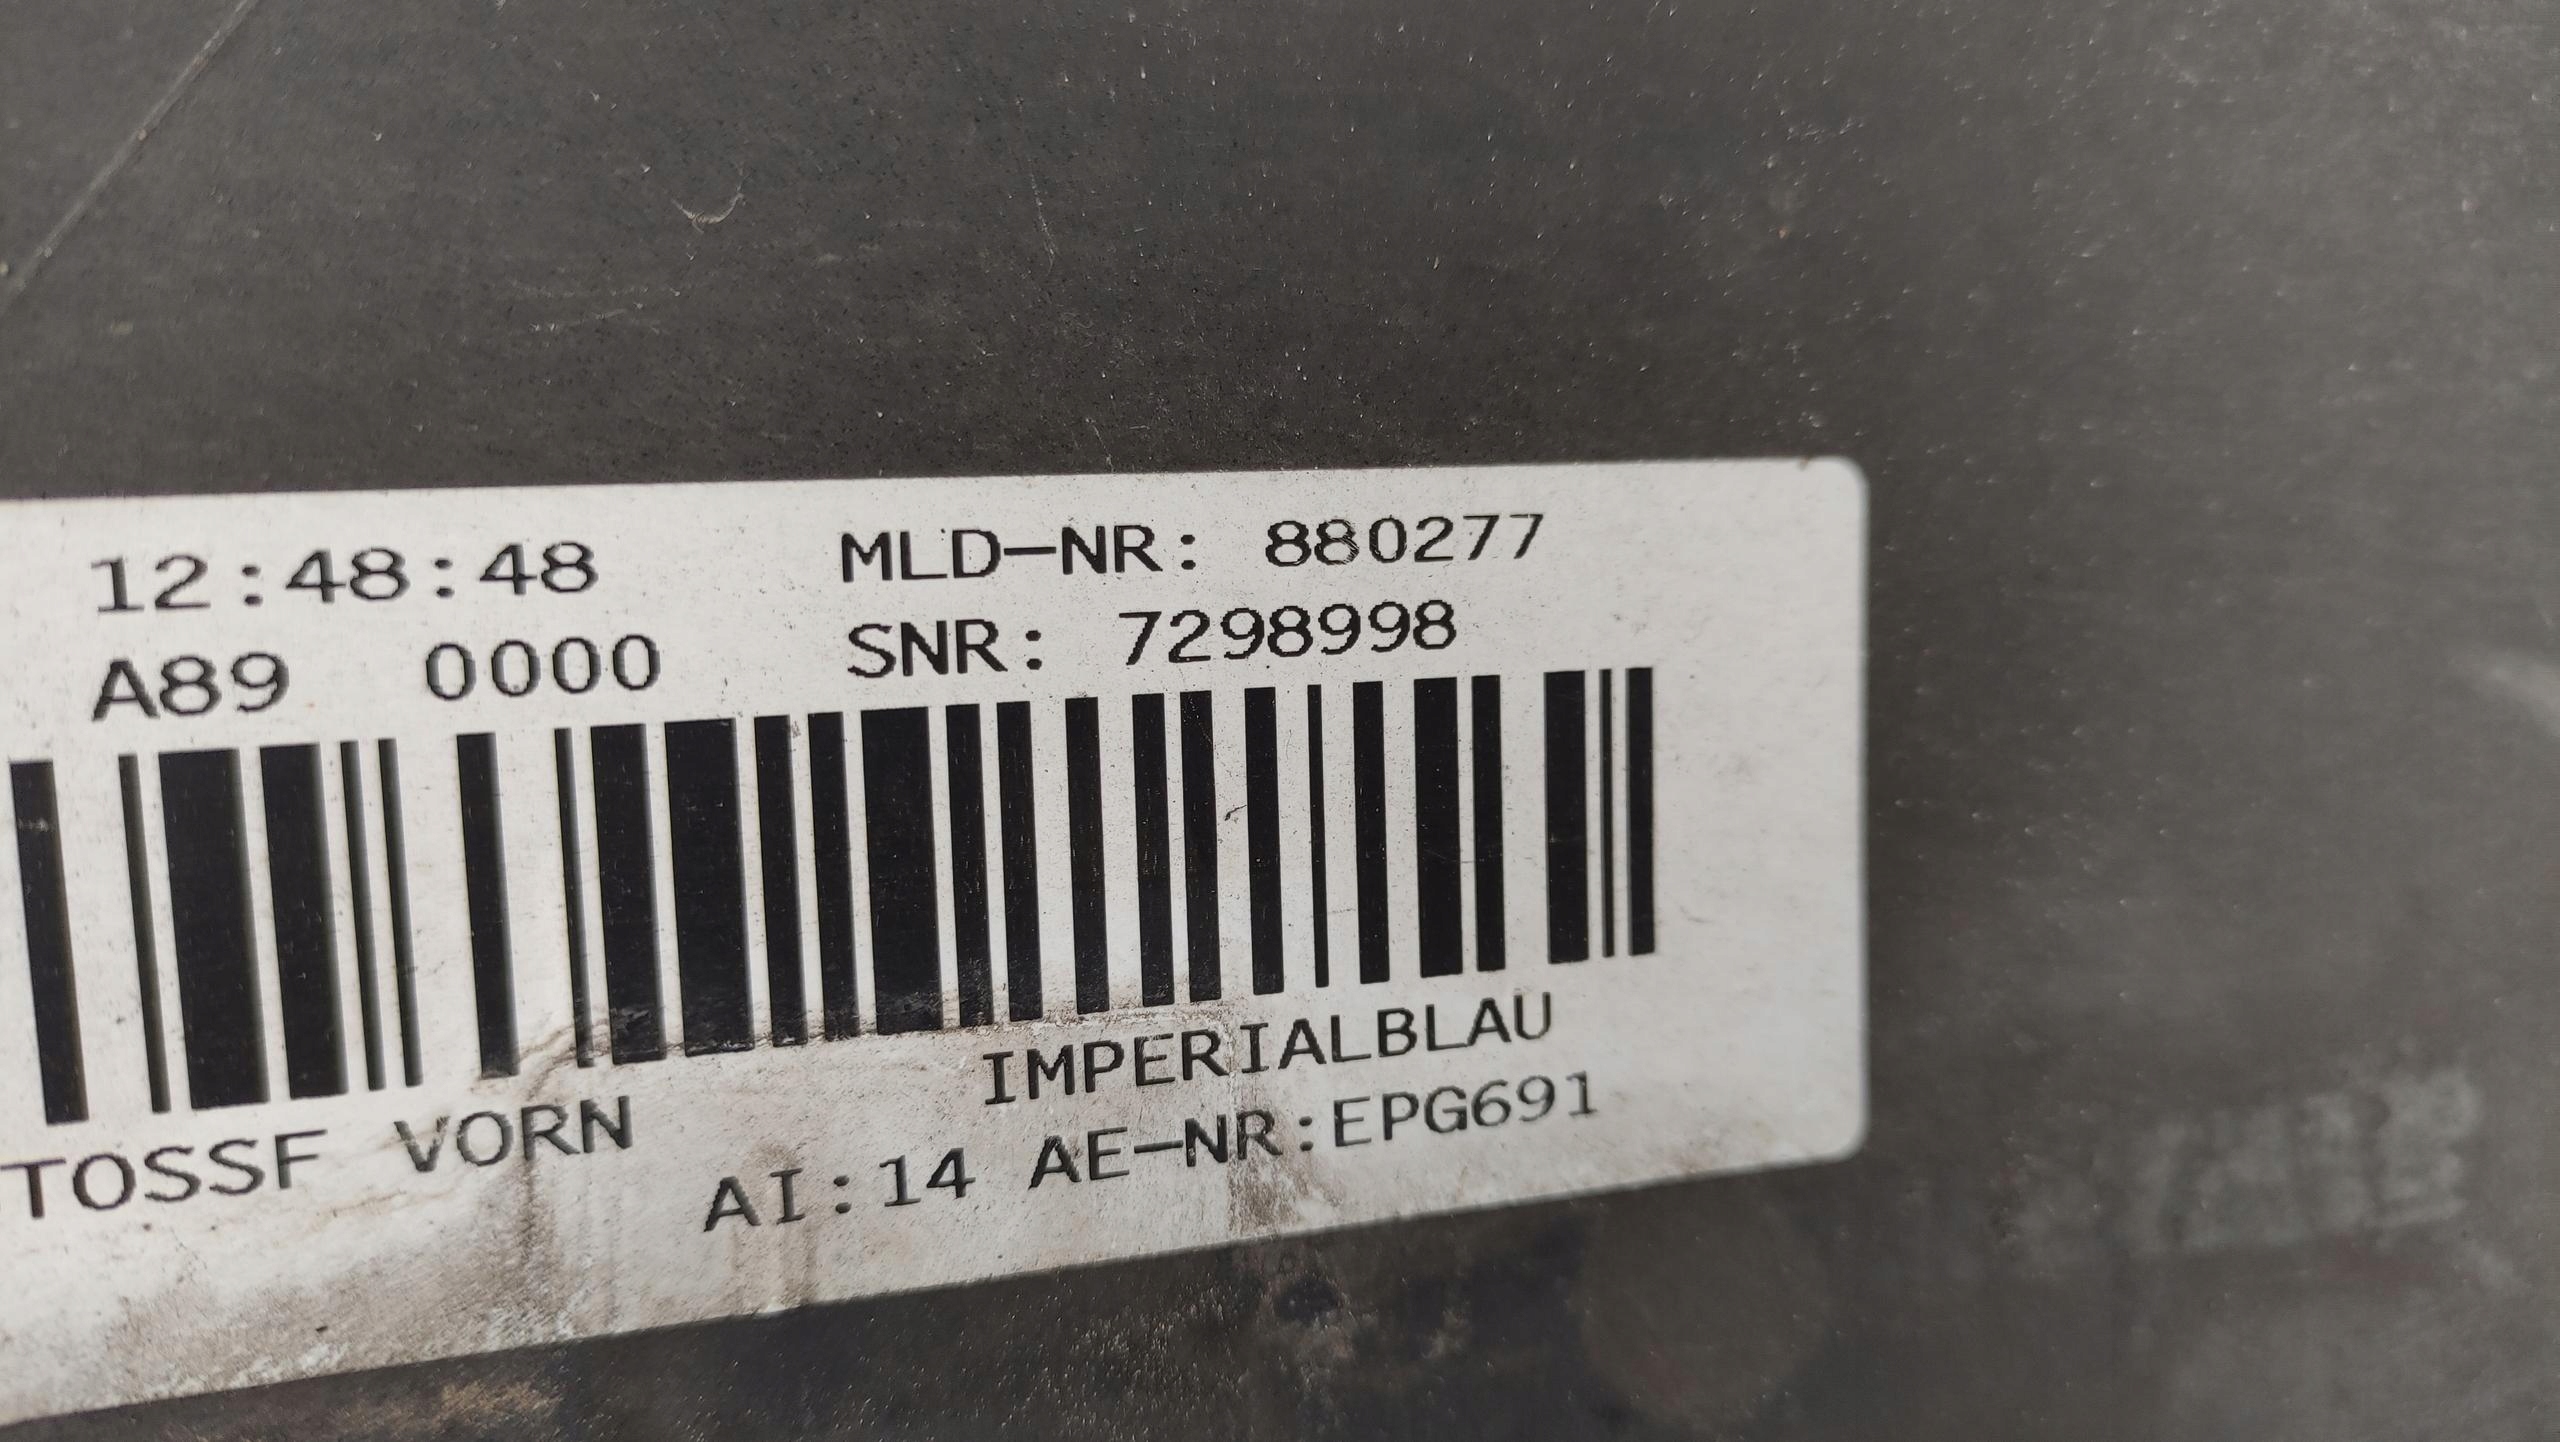 12:48:48 MLD-NR: 880277
A89 0000 SNR: 7298998
TOSSF VORN IMPERIALBLAU
AI:14 AE-NR:EPG691